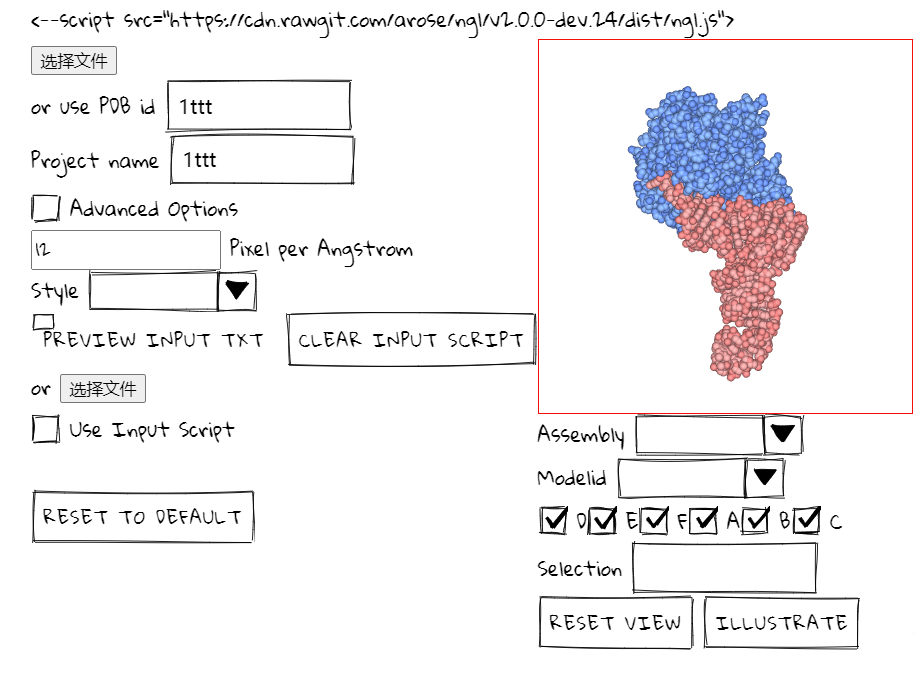 <--script src="https://cdn.rawgit.com/arose/ngl/v2.0.0-dev.24/dist/ngl.js">
选择文件
or use PDB id 1ttt
Project name 1ttt
Advanced Options
12 Pixel per Angstrom
Style
PREVIEW INPUT TXT CLEAR INPUT SCRIPT
or 选择文件
Use Input Script
RESET TO DEFAULT
Assembly
Modelid
D E F A B C
Selection
RESET VIEW ILLUSTRATE